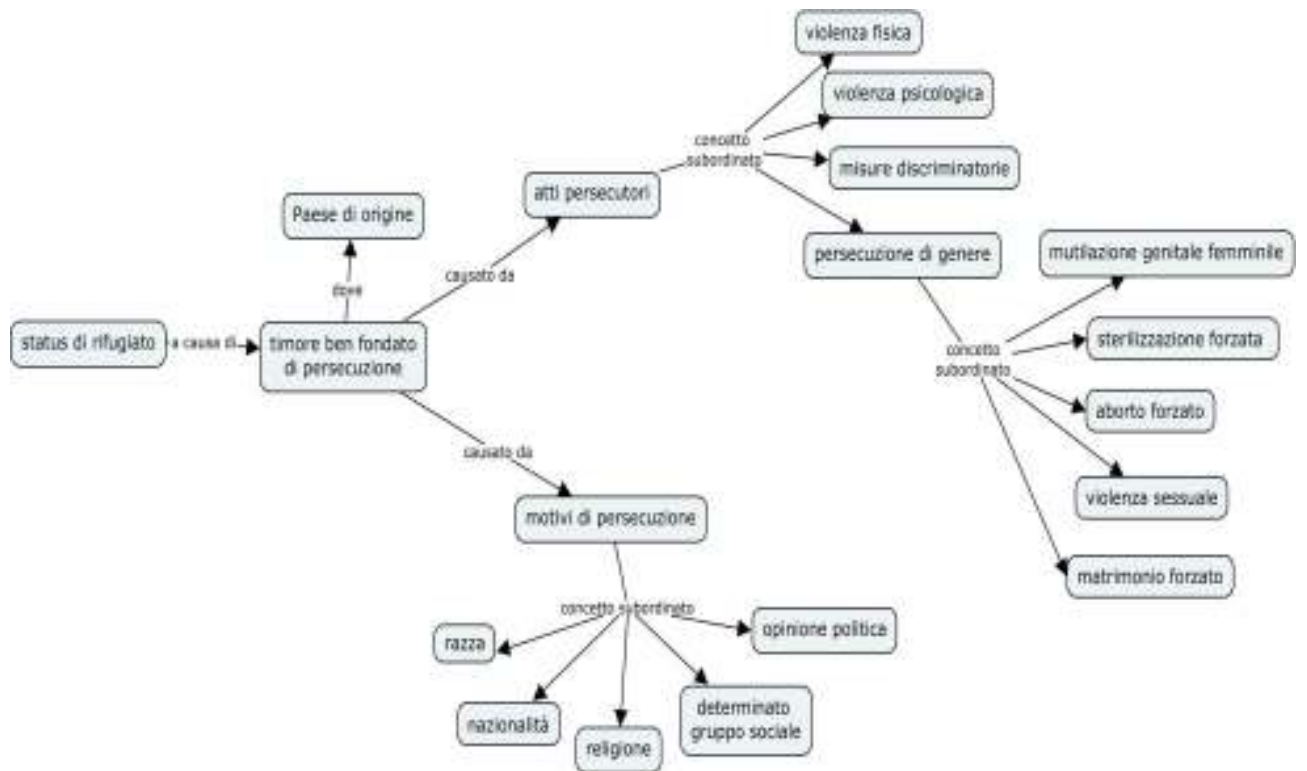 violenza fisica
violenza psicologica
concetto
subordinato
misure discriminatorie
atti persecutori
Paese di origine
persecuzione di genere
mutilazione genitale femminile
causato da
dove
status di rifugiato
a causa di
timore ben fondato
di persecuzione
sterilizzazione forzata
concetto
subordinato
aborto forzato
causato da
violenza sessuale
motivi di persecuzione
matrimonio forzato
concetto subordinato
opinione politica
razza
nazionalità
religione
determinato
gruppo sociale